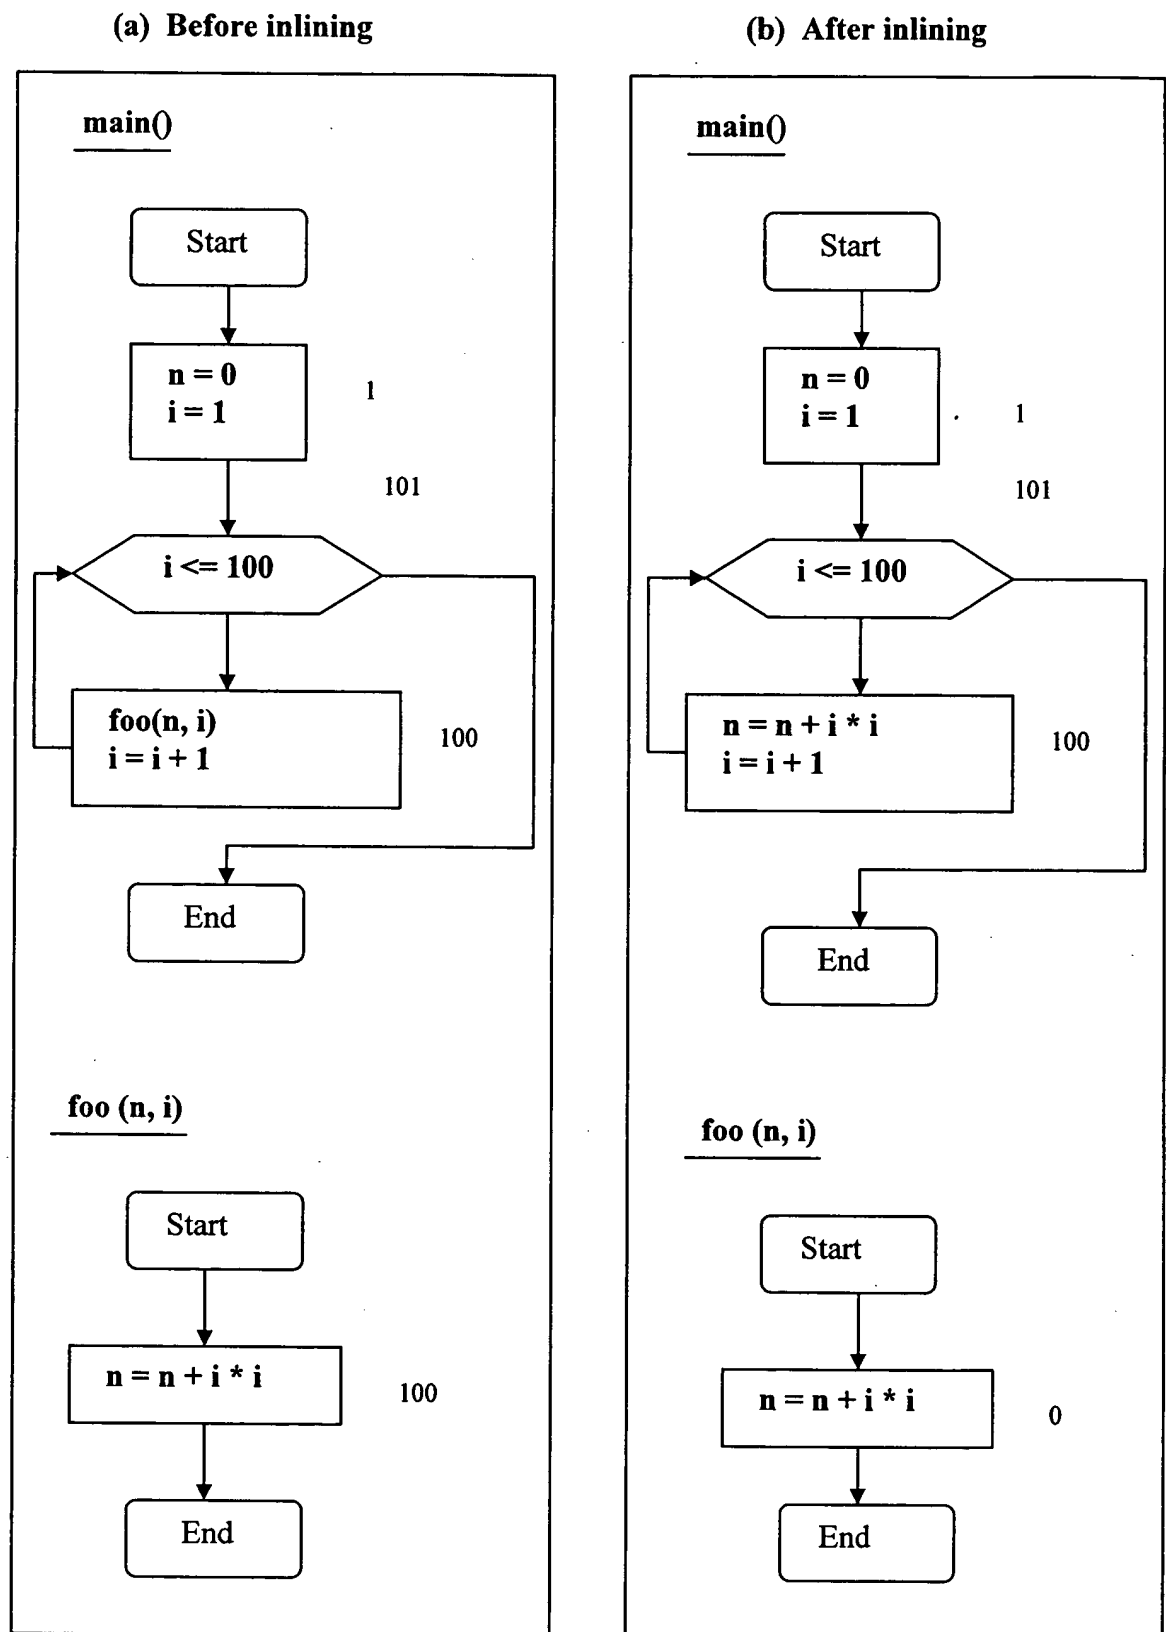 (a) Before inlining
main()
Start
n = 0
i = 1
1
101
i <= 100
foo(n, i)
i = i + 1
100
End
foo (n, i)
Start
n = n + i * i
100
End
(b) After inlining
main()
Start
n = 0
i = 1
1
101
i <= 100
n = n + i * i
i = i + 1
100
End
foo (n, i)
Start
n = n + i * i
0
End